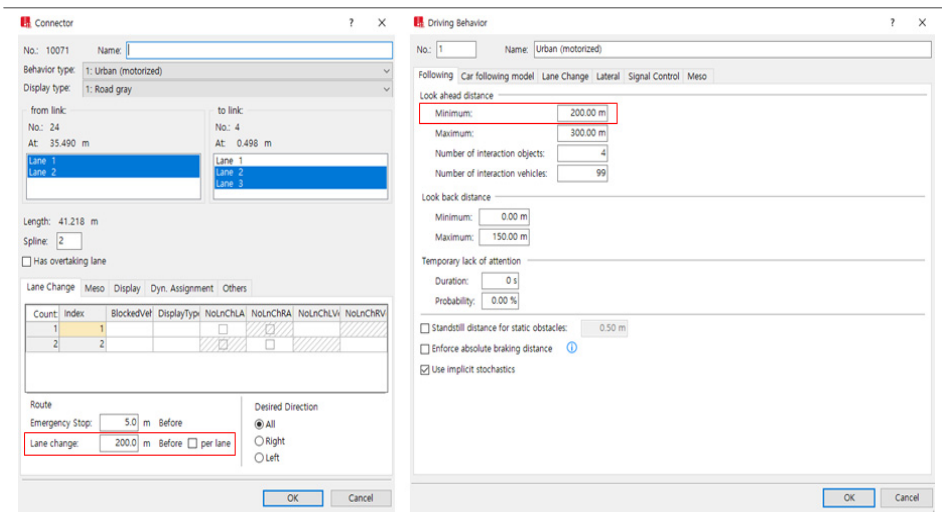 Connector ? ×
No.: 10071 Name:
Behavior type: 1: Urban (motorized)
Display type: 1: Road gray
from link:
No.: 24
At: 35.490 m
Lane 1
Lane 2
to link:
No.: 4
At: 0.498 m
Lane 1
Lane 2
Lane 3
Length: 41.218 m
Spline: 2
Has overtaking lane
Lane Change Meso Display Dyn. Assignment Others
Count: Index BlockedVeh DisplayType NoLnChLA NoLnChRA NoLnChLV NoLnChRV
1 1
2 2
Route
Emergency Stop: 5.0 m Before
Lane change: 200.0 m Before per lane
Desired Direction
All
Right
Left
OK Cancel
Driving Behavior ? ×
No.: 1 Name: Urban (motorized)
Following Car following model Lane Change Lateral Signal Control Meso
Look ahead distance
Minimum: 200.00 m
Maximum: 300.00 m
Number of interaction objects: 4
Number of interaction vehicles: 99
Look back distance
Minimum: 0.00 m
Maximum: 150.00 m
Temporary lack of attention
Duration: 0 s
Probability: 0.00 %
Standstill distance for static obstacles: 0.50 m
Enforce absolute braking distance
Use implicit stochastics
OK Cancel